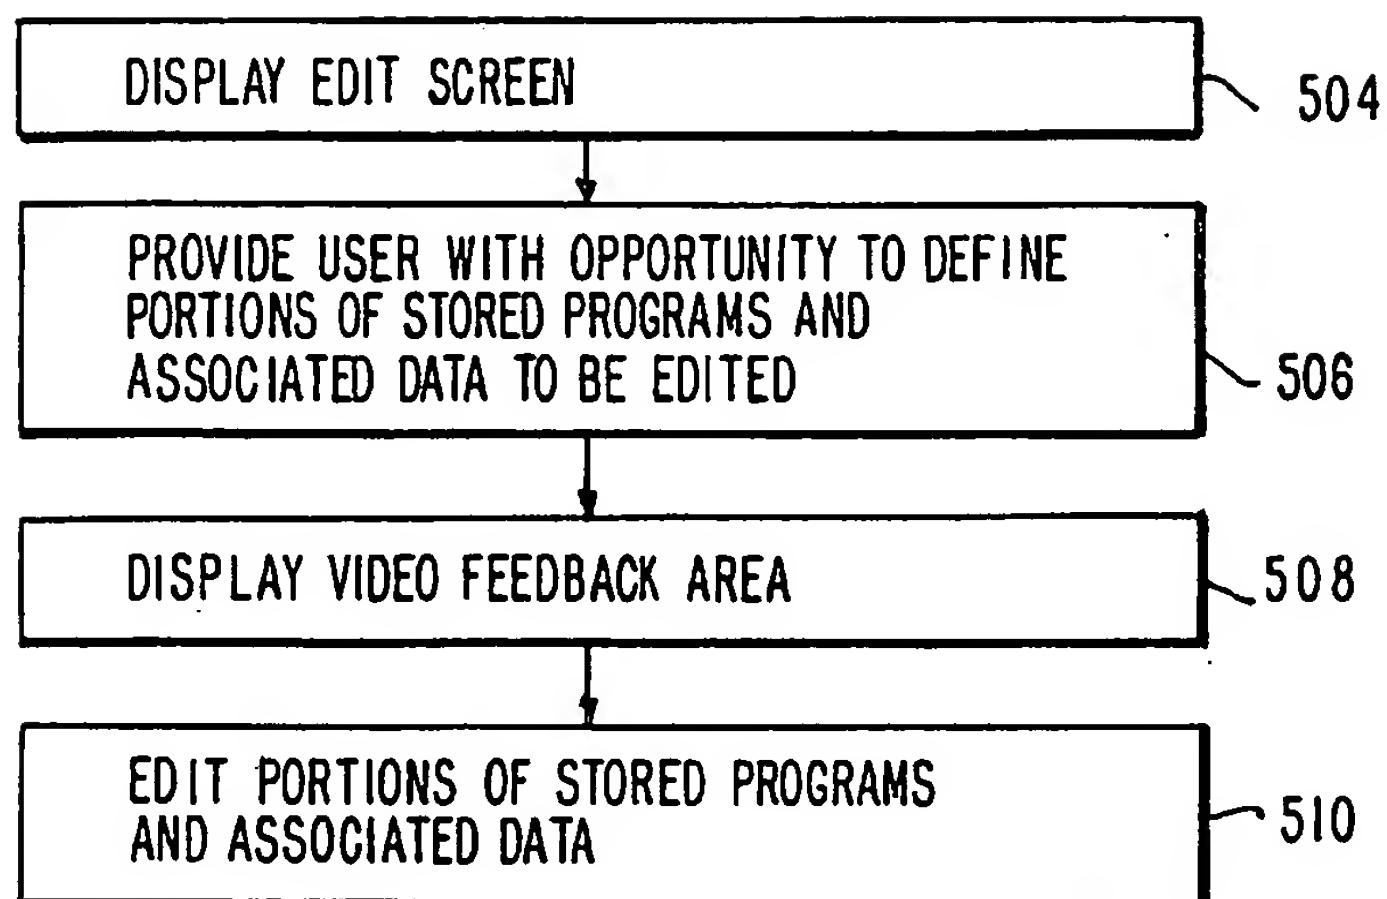 DISPLAY EDIT SCREEN
504
PROVIDE USER WITH OPPORTUNITY TO DEFINE
PORTIONS OF STORED PROGRAMS AND
ASSOCIATED DATA TO BE EDITED
506
DISPLAY VIDEO FEEDBACK AREA
508
EDIT PORTIONS OF STORED PROGRAMS
AND ASSOCIATED DATA
510